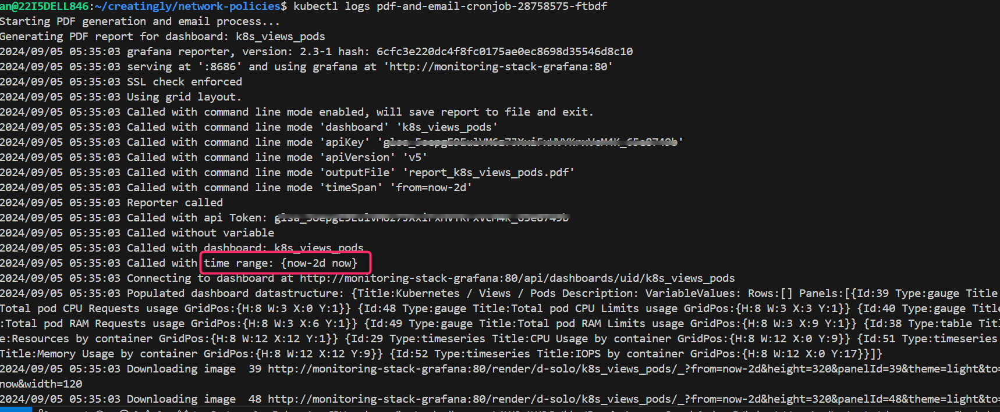 an@22I5DELL846:~/creatingly/network-policies$ kubectl logs pdf-and-email-cronjob-28758575-ftbdf
Starting PDF generation and email process...
Generating PDF report for dashboard: k8s_views_pods
2024/09/05 05:35:03 grafana reporter, version: 2.3-1 hash: 6cfc3e220dc4f8fc0175ae0ec8698d35546d8c10
2024/09/05 05:35:03 serving at ':8686' and using grafana at 'http://monitoring-stack-grafana:80'
2024/09/05 05:35:03 SSL check enforced
2024/09/05 05:35:03 Using grid layout.
2024/09/05 05:35:03 Called with command line mode enabled, will save report to file and exit.
2024/09/05 05:35:03 Called with command line mode 'dashboard' 'k8s_views_pods'
2024/09/05 05:35:03 Called with command line mode 'apiKey'
2024/09/05 05:35:03 Called with command line mode 'apiVersion' 'v5'
2024/09/05 05:35:03 Called with command line mode 'outputFile' 'report_k8s_views_pods.pdf'
2024/09/05 05:35:03 Called with command line mode 'timeSpan' 'from=now-2d'
2024/09/05 05:35:03 Reporter called
2024/09/05 05:35:03 Called with api Token:
2024/09/05 05:35:03 Called without variable
2024/09/05 05:35:03 Called with dashboard: k8s_views_pods
2024/09/05 05:35:03 Called with time range: {now-2d now}
2024/09/05 05:35:03 Connecting to dashboard at http://monitoring-stack-grafana:80/api/dashboards/uid/k8s_views_pods
2024/09/05 05:35:03 Populated dashboard datastructure: {Title:Kubernetes / Views / Pods Description: VariableValues: Rows:[] Panels:[{Id:39 Type:gauge Title:
Total pod CPU Requests usage GridPos:{H:8 W:3 X:0 Y:1}} {Id:48 Type:gauge Title:Total pod CPU Limits usage GridPos:{H:8 W:3 X:3 Y:1}} {Id:40 Type:gauge Title
:Total pod RAM Requests usage GridPos:{H:8 W:3 X:6 Y:1}} {Id:49 Type:gauge Title:Total pod RAM Limits usage GridPos:{H:8 W:3 X:9 Y:1}} {Id:38 Type:table Titl
e:Resources by container GridPos:{H:8 W:12 X:12 Y:1}} {Id:29 Type:timeseries Title:CPU Usage by container GridPos:{H:8 W:12 X:0 Y:9}} {Id:51 Type:timeseries
Title:Memory Usage by container GridPos:{H:8 W:12 X:12 Y:9}} {Id:52 Type:timeseries Title:IOPS by container GridPos:{H:8 W:12 X:0 Y:17}}]}
2024/09/05 05:35:03 Downloading image  39 http://monitoring-stack-grafana:80/render/d-solo/k8s_views_pods/_?from=now-2d&height=320&panelId=39&theme=light&to=
now&width=120
2024/09/05 05:35:03 Downloading image  48 http://monitoring-stack-grafana:80/render/d-solo/k8s_views_pods/_?from=now-2d&height=320&panelId=48&theme=light&to=